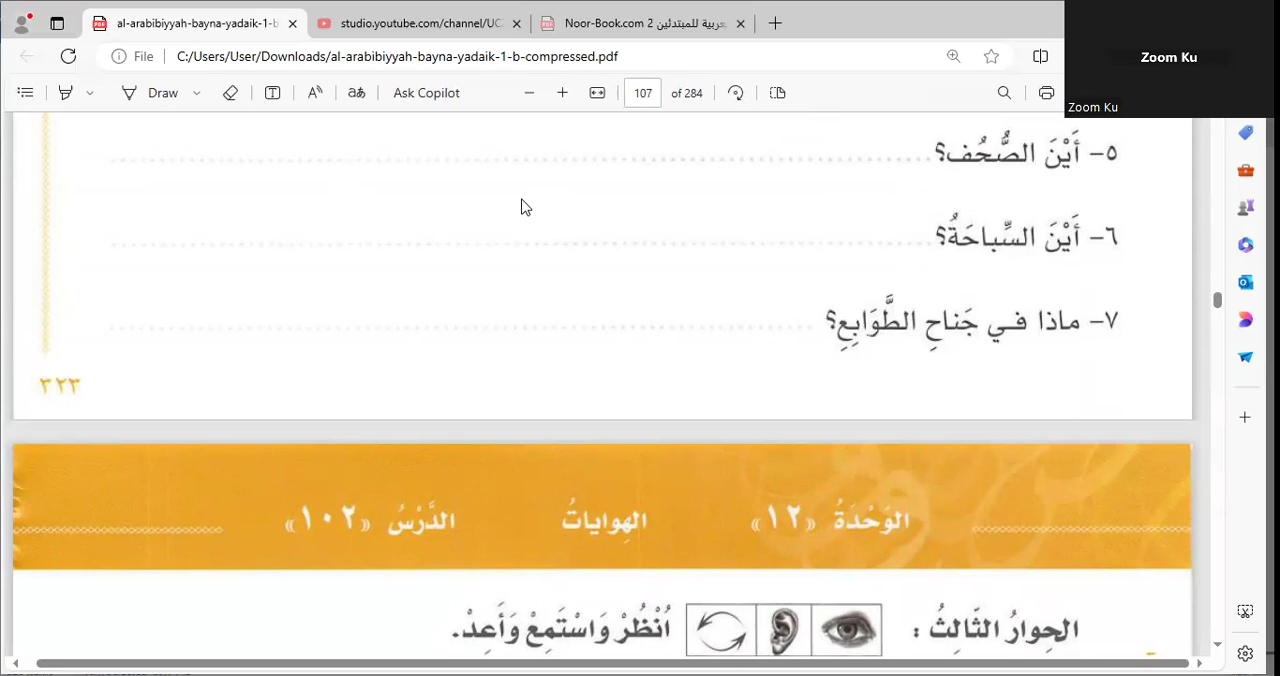 al-arabibiyyah-bayna-yadaik-1-b
studio.youtube.com/channel/UC
Noor-Book.com 2 عربية للمبتدئين
File
C:/Users/User/Downloads/al-arabibiyyah-bayna-yadaik-1-b-compressed.pdf
Zoom Ku
Zoom Ku
Draw
Ask Copilot
107 of 284
٥- أَيْنَ الصُّحُف؟
٦- أَيْنَ السِّباحَةُ؟
٧- ماذا في جَناحِ الطَّوَابِعِ؟
٣٢٣
الوَحْدَةُ «١٢» الهِواياتُ الدَّرْسُ «١٠٢»
الحِوارُ الثّالِثُ : اُنْظُرْ وَاسْتَمِعْ وَأَعِدْ.